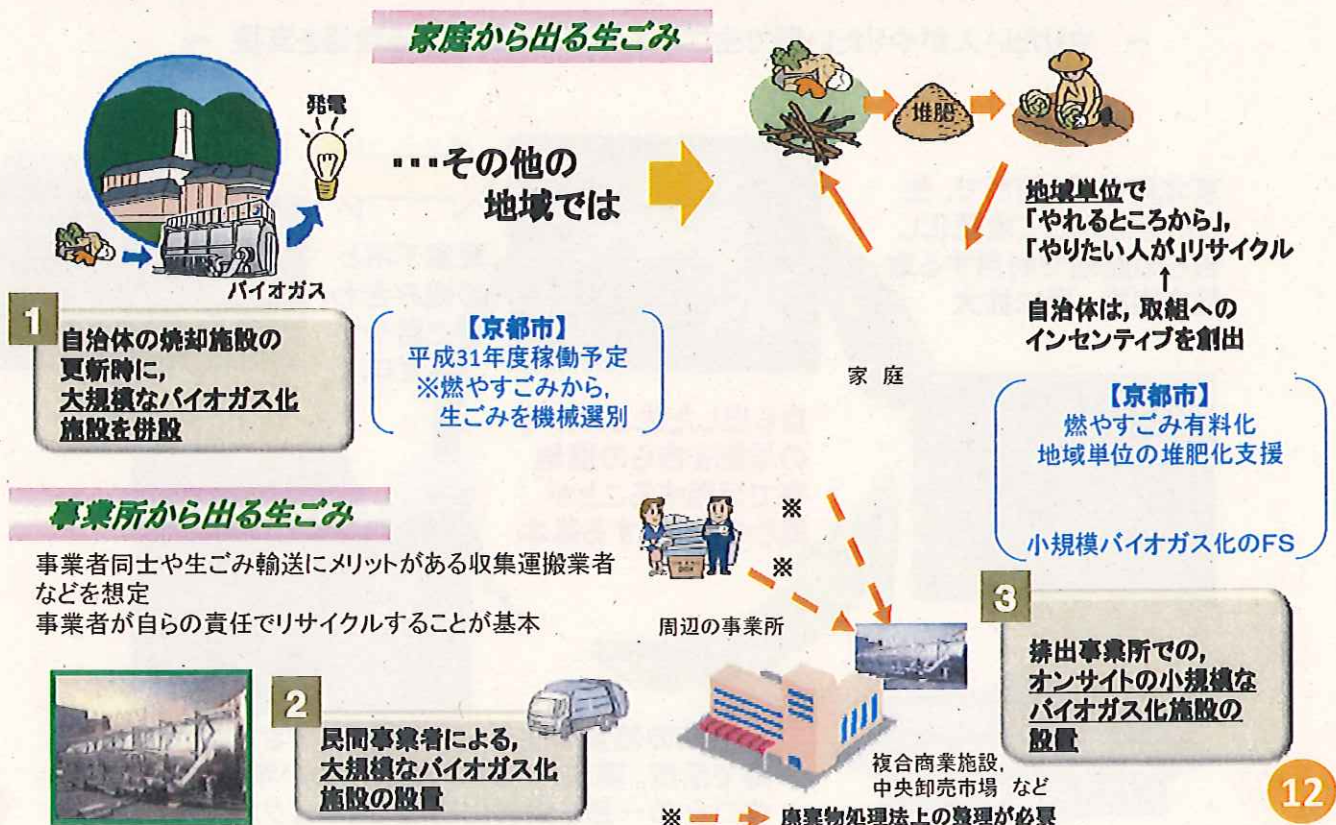 家庭から出る生ごみ
発電
・・・その他の
地域では
堆肥
バイオガス
地域単位で
「やれるところから」,
「やりたい人が」リサイクル
↑
自治体は，取組への
インセンティブを創出
1
自治体の焼却施設の
更新時に，
大規模なバイオガス化
施設を併設
【京都市】
平成31年度稼働予定
※燃やすごみから，
生ごみを機械選別
家 庭
【京都市】
燃やすごみ有料化
地域単位の堆肥化支援
小規模バイオガス化のFS
事業所から出る生ごみ
事業者同士や生ごみ輸送にメリットがある収集運搬業者
などを想定
事業者が自らの責任でリサイクルすることが基本
※
※
周辺の事業所
2
民間事業者による，
大規模なバイオガス化
施設の設置
3
排出事業所での，
オンサイトの小規模な
バイオガス化施設の
設置
複合商業施設，
中央卸売市場 など
※ 廃棄物処理法上の整理が必要
12